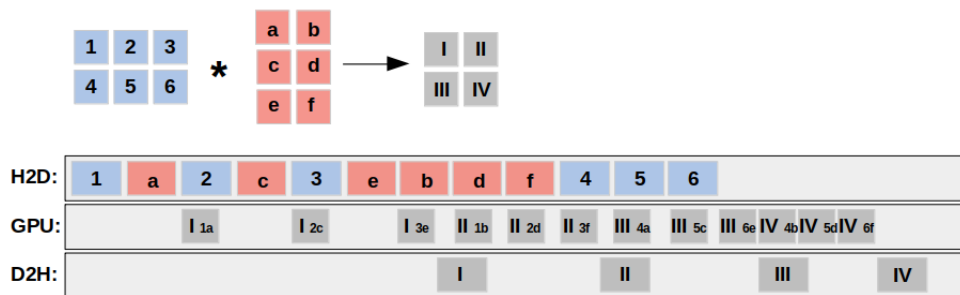 1 2 3 a b I II
4 5 6 * c d III IV
e f
H2D: 1 a 2 c 3 e b d f 4 5 6
GPU: I 1a I 2c I 3e II 1b II 2d II 3f III 4a III 5c III 6e IV 4b IV 5d IV 6f
D2H: I II III IV